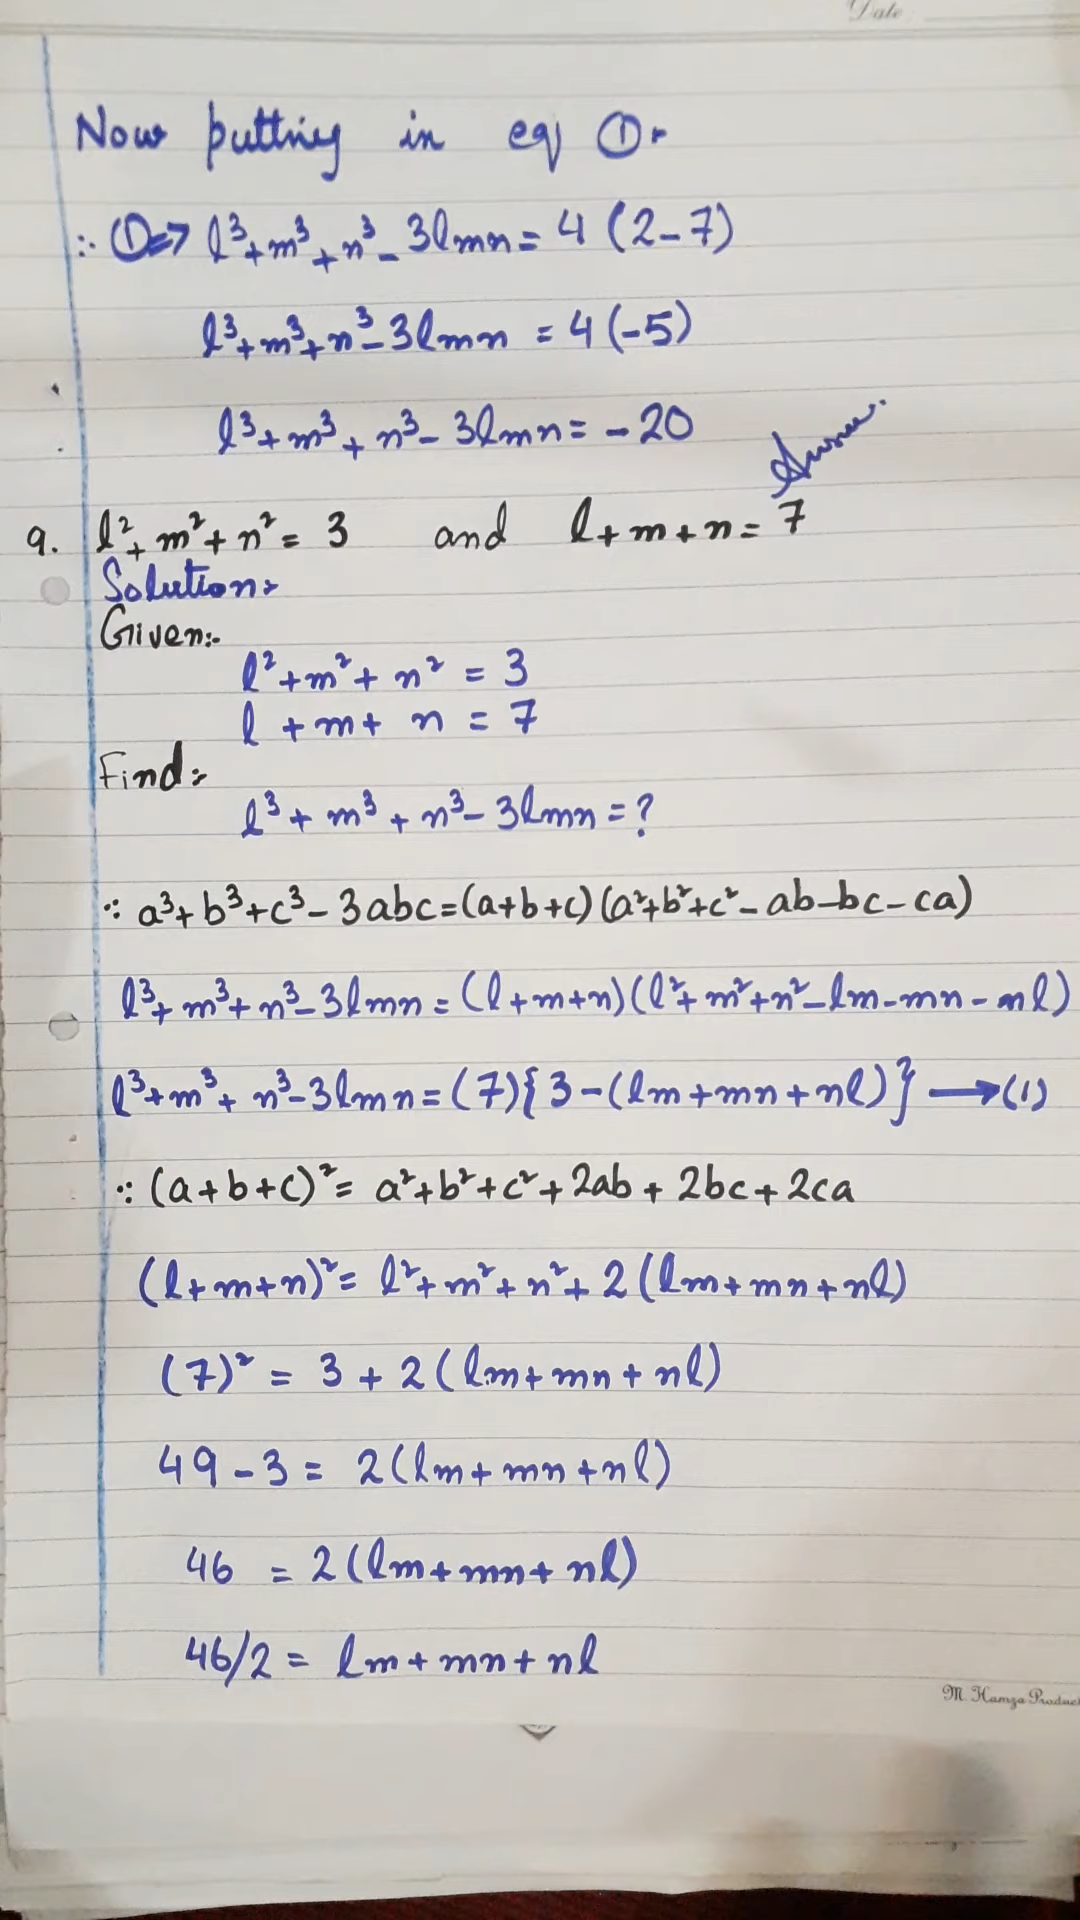 Date
Now putting in eq ①:-
∴ ①⇒ l³+m³+n³-3lmn = 4 (2-7)
l³+m³+n³-3lmn = 4 (-5)
l³+m³+n³-3lmn = -20
Answer.
9. l²+m²+n² = 3 and l+m+n = 7
Solution:-
Given:-
l²+m²+n² = 3
l+m+n = 7
Find:-
l³+m³+n³-3lmn = ?
∵ a³+b³+c³-3abc=(a+b+c)(a²+b²+c²-ab-bc-ca)
l³+m³+n³-3lmn = (l+m+n)(l²+m²+n²-lm-mn-nl)
l³+m³+n³-3lmn = (7){3-(lm+mn+nl)} ⟶(1)
∵ (a+b+c)² = a²+b²+c²+2ab+2bc+2ca
(l+m+n)² = l²+m²+n²+2(lm+mn+nl)
(7)² = 3+2(lm+mn+nl)
49-3 = 2(lm+mn+nl)
46 = 2(lm+mn+nl)
46/2 = lm+mn+nl
M. Hamza Product